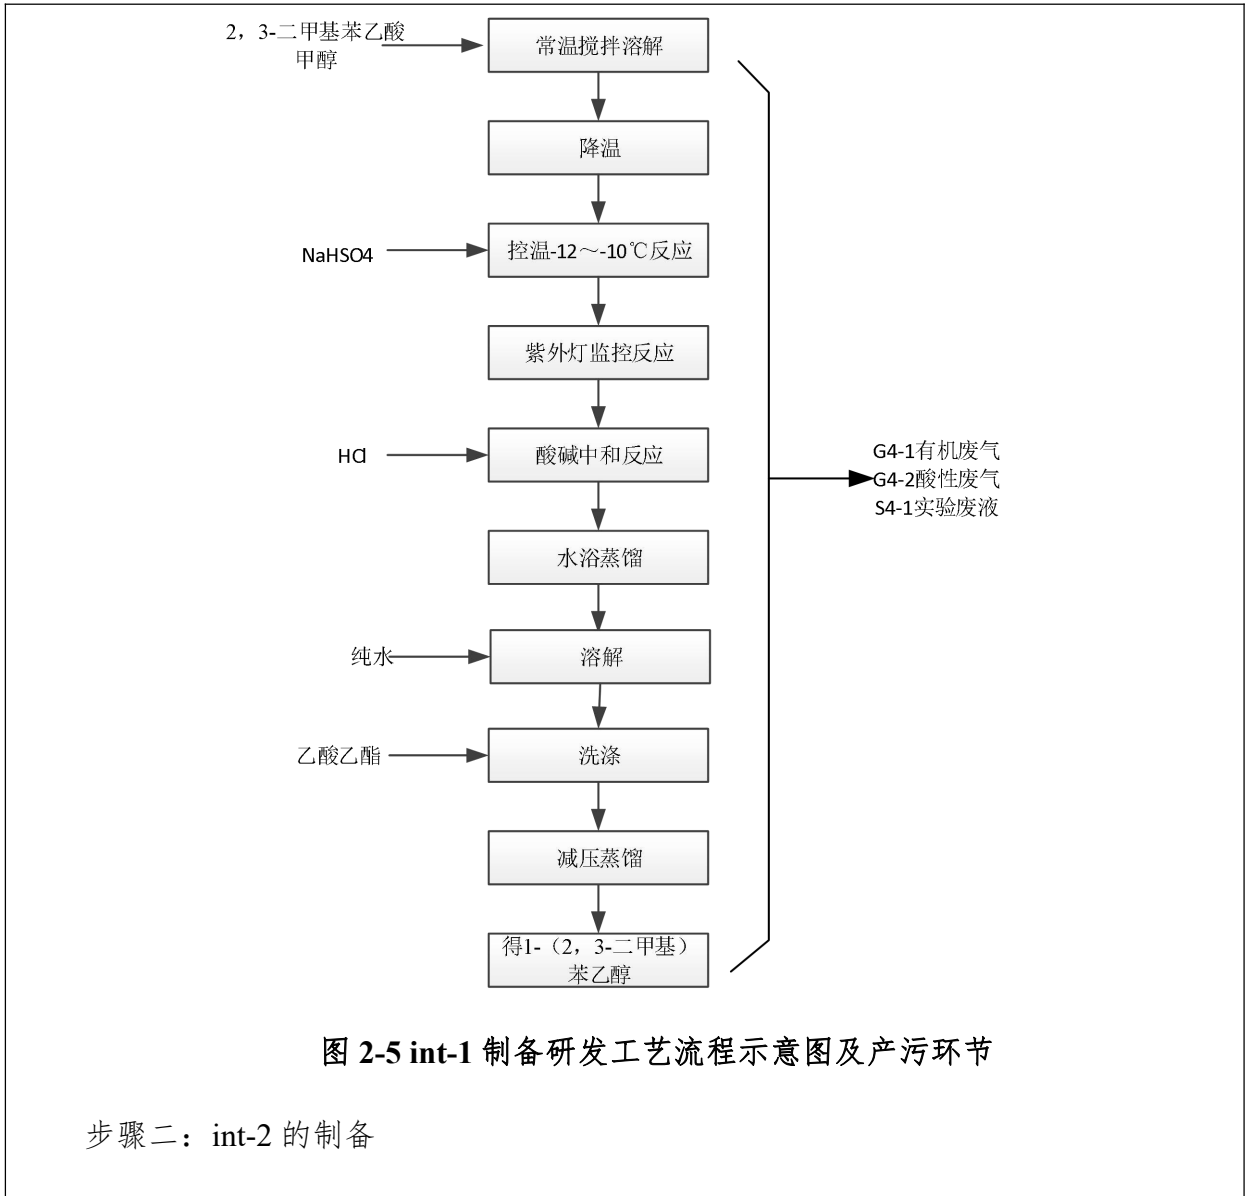 2，3-二甲基苯乙酸
甲醇
常温搅拌溶解
降温
NaHSO4
控温-12～-10℃反应
紫外灯监控反应
HCl
酸碱中和反应
水浴蒸馏
纯水
溶解
乙酸乙酯
洗涤
减压蒸馏
得1-（2，3-二甲基）
苯乙醇
G4-1有机废气
G4-2酸性废气
S4-1实验废液
图 2-5 int-1 制备研发工艺流程示意图及产污环节
步骤二：int-2 的制备